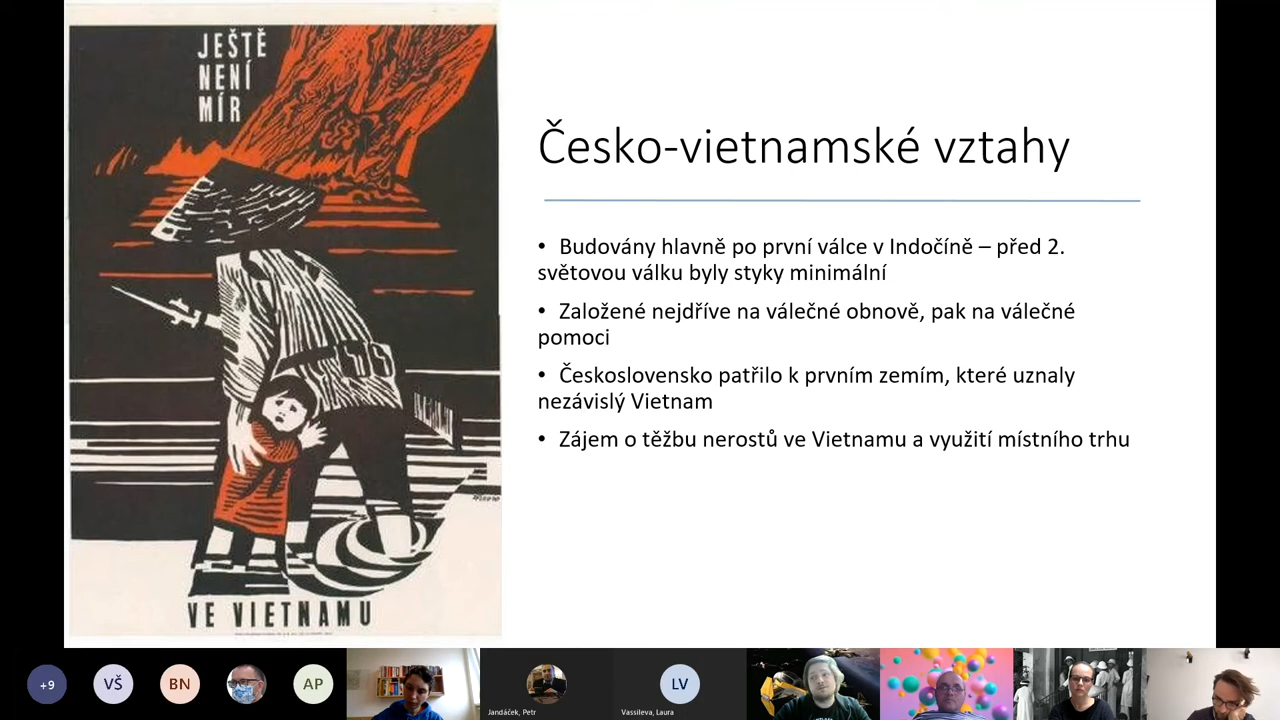 JEŠTĚ
NENÍ
MÍR
VE VIETNAMU
Česko-vietnamské vztahy
• Budovány hlavně po první válce v Indočíně – před 2.
světovou válku byly styky minimální
• Založené nejdříve na válečné obnově, pak na válečné
pomoci
• Československo patřilo k prvním zemím, které uznaly
nezávislý Vietnam
• Zájem o těžbu nerostů ve Vietnamu a využití místního trhu
+9
VŠ
BN
AP
Jandáček, Petr
LV
Vassileva, Laura